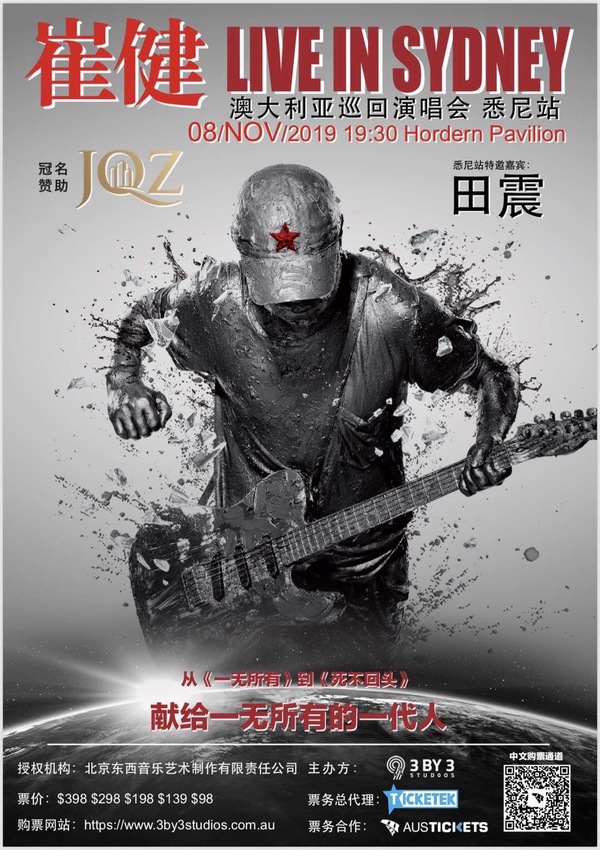 崔健 LIVE IN SYDNEY
澳大利亚巡回演唱会 悉尼站
08/NOV/2019 19:30 Hordern Pavilion
冠名
赞助
JQZ
悉尼站特邀嘉宾:
田震
从《一无所有》到《死不回头》
献给一无所有的一代人
授权机构: 北京东西音乐艺术制作有限责任公司
主办方:
3 BY 3
STUDOOS
中文购票通道
票价: $398 $298 $198 $139 $98
票务总代理:
TICKETEK
购票网站: https://www.3by3studios.com.au
票务合作:
AUSTICKETS